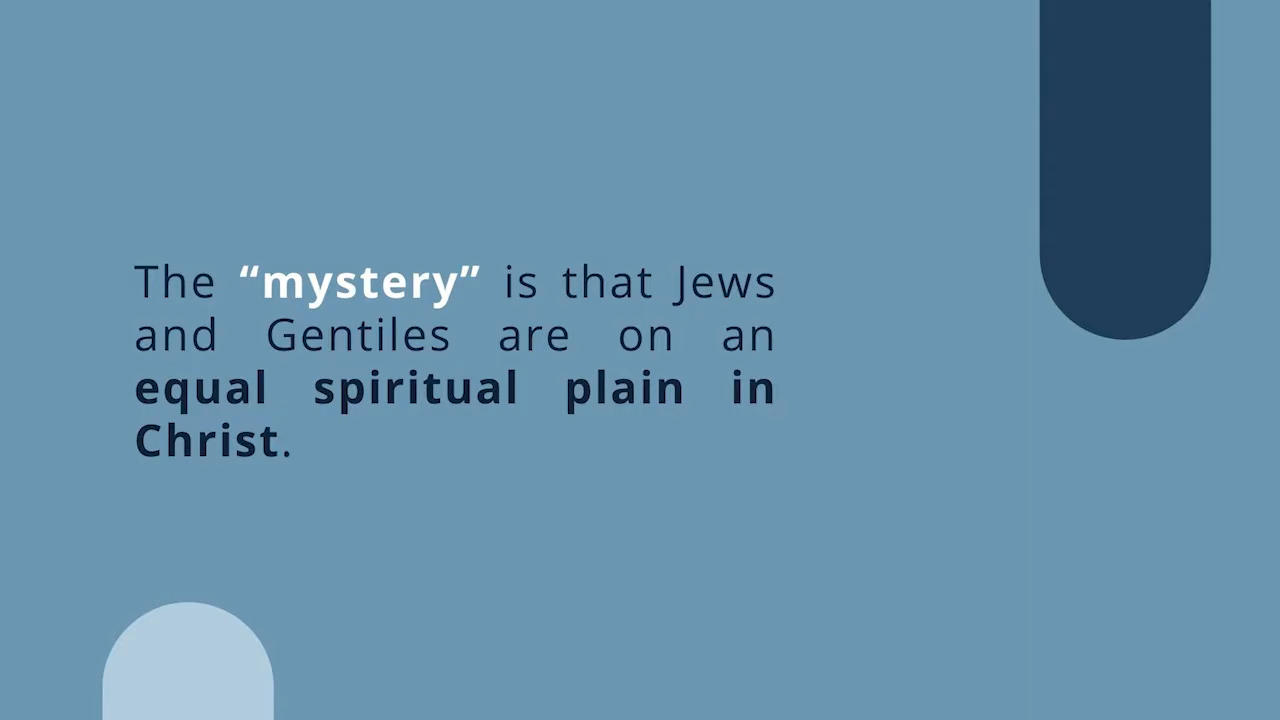 The “mystery” is that Jews
and Gentiles are on an
equal spiritual plain in
Christ.